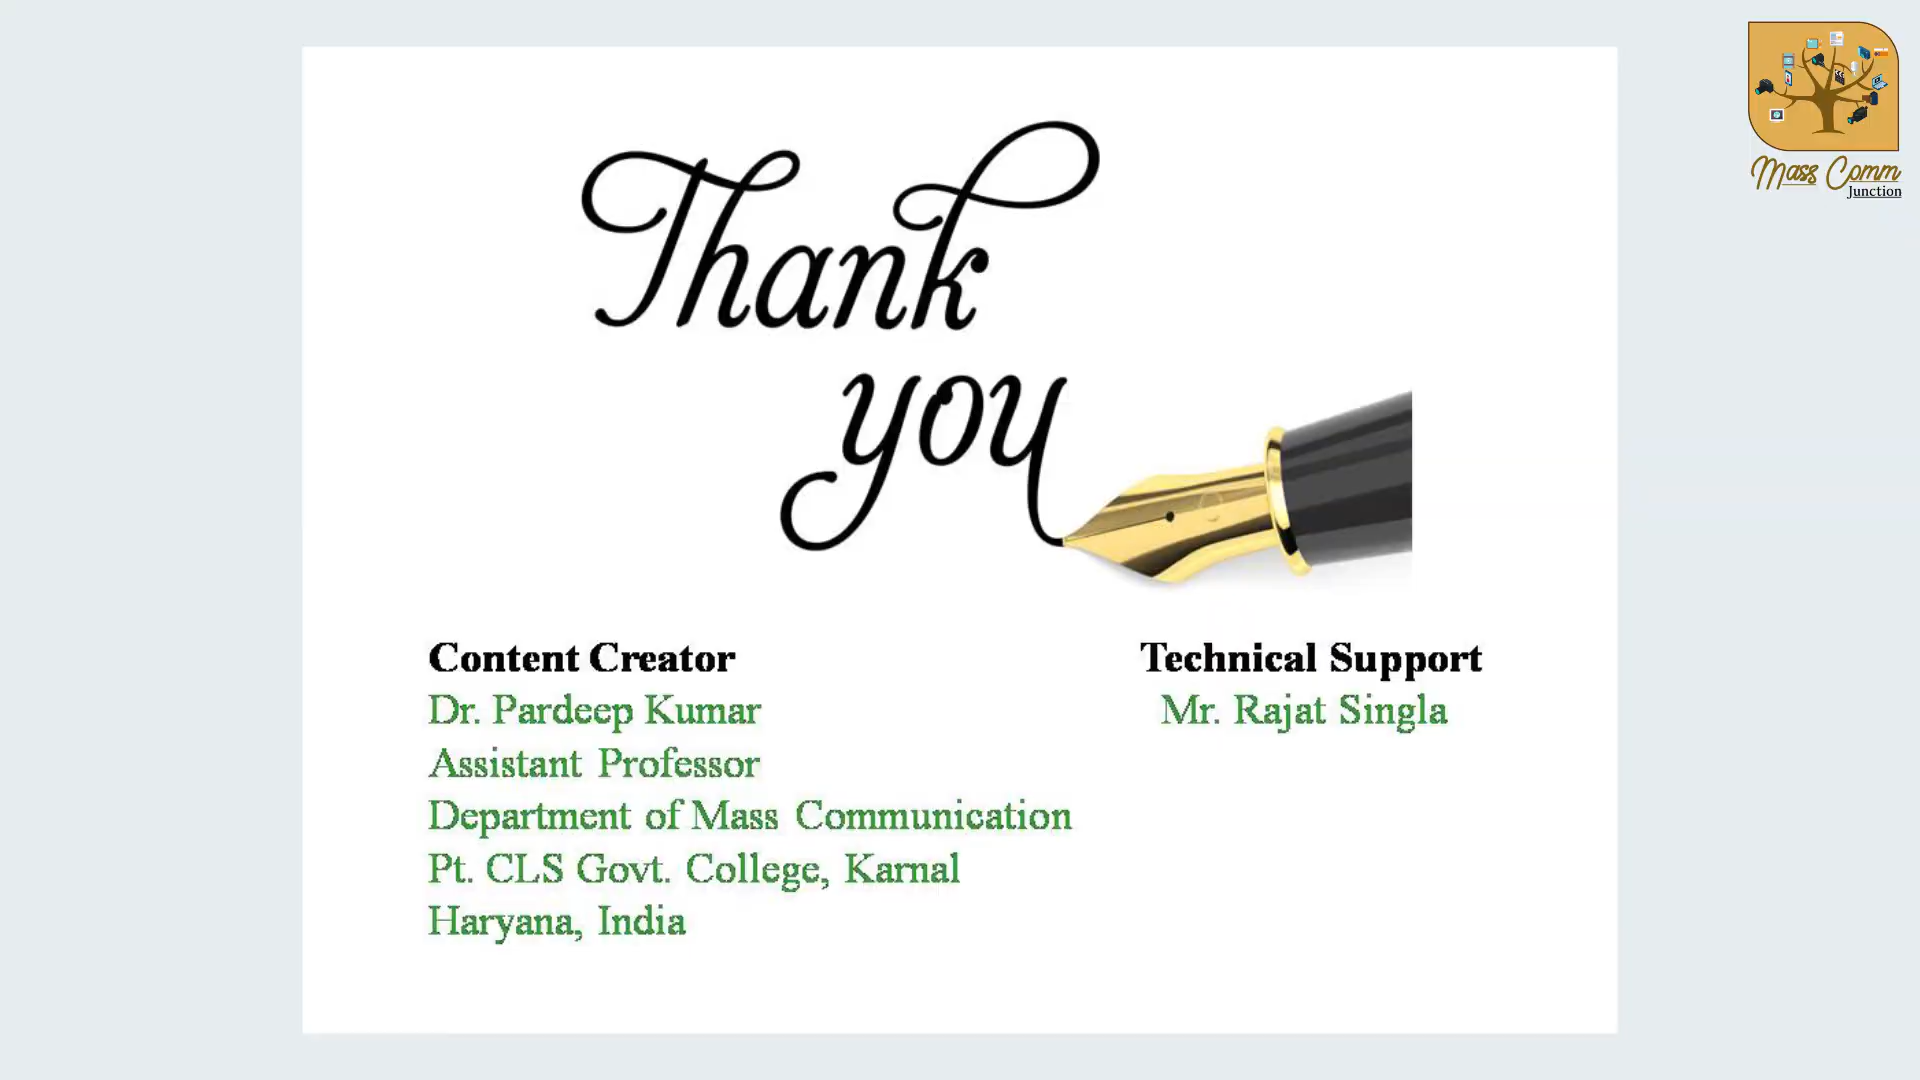 Mass Comm
Junction
Thank
you
Content Creator
Dr. Pardeep Kumar
Assistant Professor
Department of Mass Communication
Pt. CLS Govt. College, Karnal
Haryana, India
Technical Support
Mr. Rajat Singla